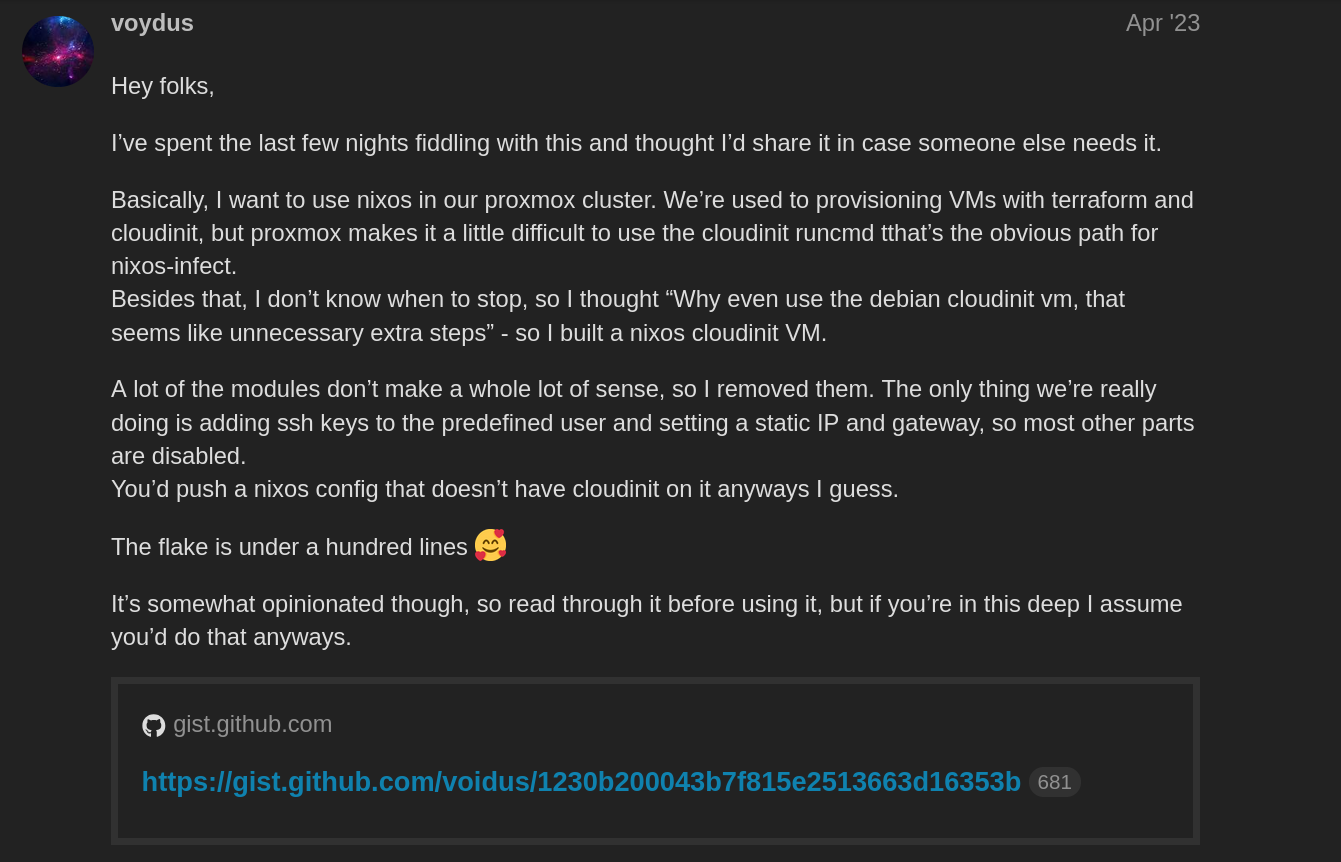 voydus
Apr '23
Hey folks,
I’ve spent the last few nights fiddling with this and thought I’d share it in case someone else needs it.
Basically, I want to use nixos in our proxmox cluster. We’re used to provisioning VMs with terraform and
cloudinit, but proxmox makes it a little difficult to use the cloudinit runcmd tthat’s the obvious path for
nixos-infect.
Besides that, I don’t know when to stop, so I thought “Why even use the debian cloudinit vm, that
seems like unnecessary extra steps” - so I built a nixos cloudinit VM.
A lot of the modules don’t make a whole lot of sense, so I removed them. The only thing we’re really
doing is adding ssh keys to the predefined user and setting a static IP and gateway, so most other parts
are disabled.
You’d push a nixos config that doesn’t have cloudinit on it anyways I guess.
The flake is under a hundred lines 🥰
It’s somewhat opinionated though, so read through it before using it, but if you’re in this deep I assume
you’d do that anyways.
gist.github.com
https://gist.github.com/voidus/1230b200043b7f815e2513663d16353b 681